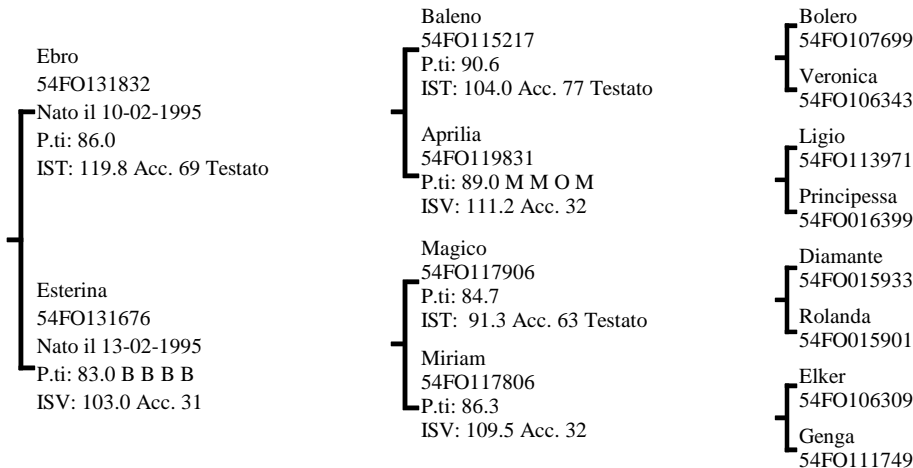 Ebro
54FO131832
Nato il 10-02-1995
P.ti: 86.0
IST: 119.8 Acc. 69 Testato
Esterina
54FO131676
Nato il 13-02-1995
P.ti: 83.0 B B B B
ISV: 103.0 Acc. 31
Baleno
54FO115217
P.ti: 90.6
IST: 104.0 Acc. 77 Testato
Aprilia
54FO119831
P.ti: 89.0 M M O M
ISV: 111.2 Acc. 32
Magico
54FO117906
P.ti: 84.7
IST:  91.3 Acc. 63 Testato
Miriam
54FO117806
P.ti: 86.3
ISV: 109.5 Acc. 32
Bolero
54FO107699
Veronica
54FO106343
Ligio
54FO113971
Principessa
54FO016399
Diamante
54FO015933
Rolanda
54FO015901
Elker
54FO106309
Genga
54FO111749